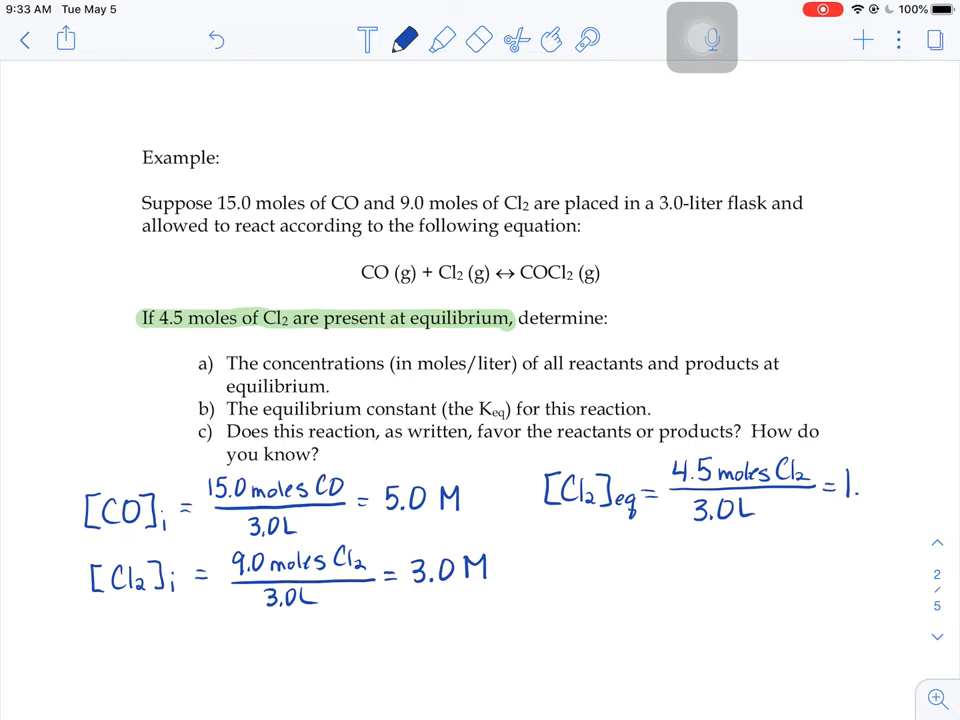 9:33 AM Tue May 5
100%
Example:
Suppose 15.0 moles of CO and 9.0 moles of Cl₂ are placed in a 3.0-liter flask and
allowed to react according to the following equation:
CO (g) + Cl₂ (g) ↔ COCl₂ (g)
If 4.5 moles of Cl₂ are present at equilibrium, determine:
a) The concentrations (in moles/liter) of all reactants and products at
equilibrium.
b) The equilibrium constant (the Keq) for this reaction.
c) Does this reaction, as written, favor the reactants or products? How do
you know?
[CO]i = 15.0 moles CO / 3.0L = 5.0 M
[Cl₂]eq = 4.5 moles Cl₂ / 3.0L = 1.
[Cl₂]i = 9.0 moles Cl₂ / 3.0L = 3.0 M
2
/
5